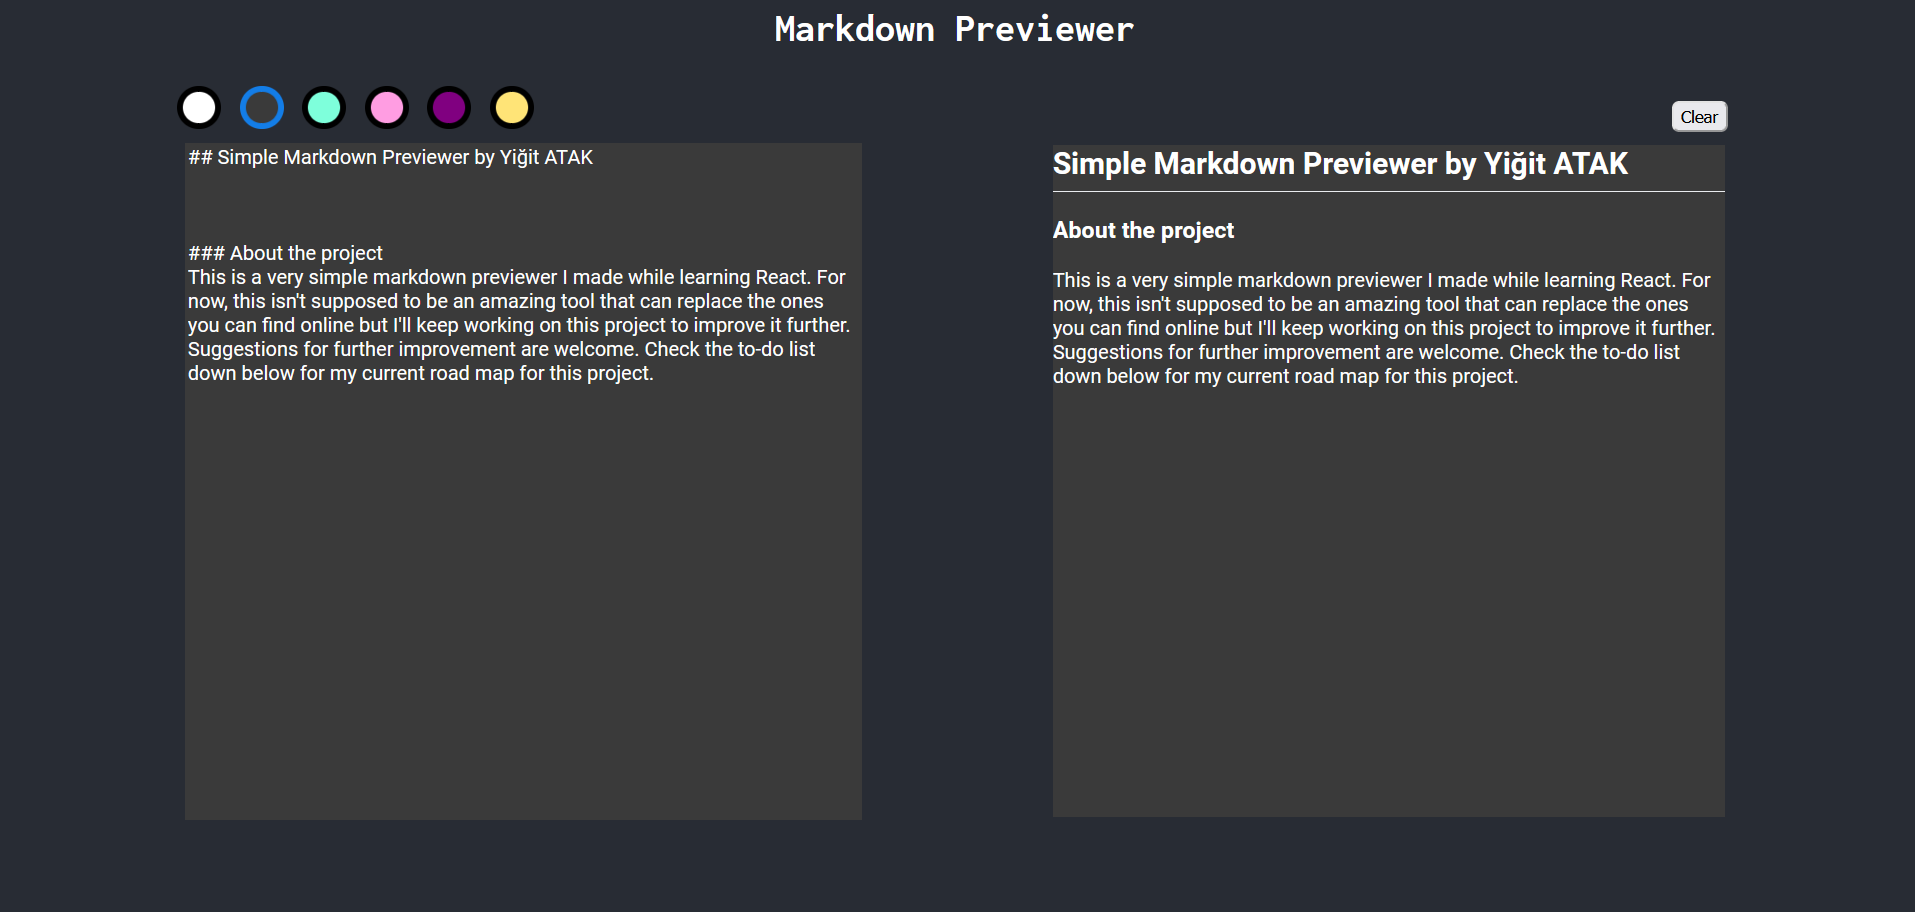 Markdown Previewer
Clear
## Simple Markdown Previewer by Yiğit ATAK
### About the project
This is a very simple markdown previewer I made while learning React. For
now, this isn't supposed to be an amazing tool that can replace the ones
you can find online but I'll keep working on this project to improve it further.
Suggestions for further improvement are welcome. Check the to-do list
down below for my current road map for this project.
Simple Markdown Previewer by Yiğit ATAK
About the project
This is a very simple markdown previewer I made while learning React. For
now, this isn't supposed to be an amazing tool that can replace the ones
you can find online but I'll keep working on this project to improve it further.
Suggestions for further improvement are welcome. Check the to-do list
down below for my current road map for this project.